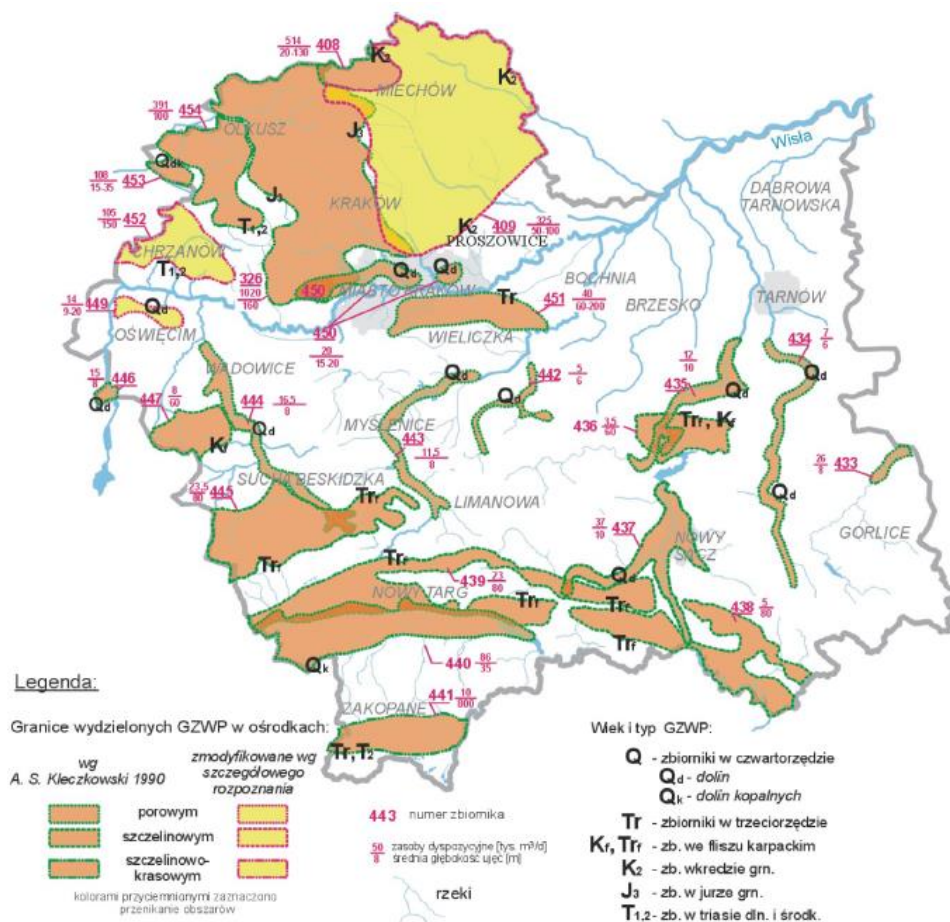 514
20-130 408
K2
MIECHÓW
K2
391
100 454
OLKUSZ
J3
Wisła
Qdk
108
15-35 453
J3
KRAKÓW
DĄBROWA
TARNOWSKA
105
150 452
T1,2
K2 409 325
50-100
PROSZOWICE
CHRZANÓW
T1,2
326
1020
160
Qd
Qd
BOCHNIA
14
9-20 449
Qd
450
MIASTO KRAKÓW
Tr
451 40
60-200
BRZESKO
TARNÓW
OŚWIĘCIM
450
20
15-20
WIELICZKA
434 7
6
WADOWICE
15
8 446
Qd
447 8
60
444 16,5
8
Qd
Kf
Qd
442 5
6
Qd
12
10
435
Qd
Qd
MYŚLENICE
443
11,5
8
436 3,5
60
Trf, Kf
26
8 433
SUCHA BESKIDZKA
23,5
80 445
Trf
LIMANOWA
Qd
GORLICE
37
10 437
NOWY
SĄCZ
Trf
Trf
439 23
80
Qd
NOWY TARG
Trf
Trf
438 5
80
Trf
Qk
440 86
35
441 10
800
ZAKOPANE
Tr, T2
Legenda:
Granice wydzielonych GZWP w ośrodkach:
wg
A. S. Kleczkowski 1990
zmodyfikowane wg
szczegółowego
rozpoznania
porowym
szczelinowym
szczelinowo-
krasowym
kolorami przyciemnionymi zaznaczono
przenikanie obszarów
443 numer zbiornika
50
8 zasoby dyspozycyjne [tys. m³/d]
średnia głębokość ujęć [m]
rzeki
Wiek i typ GZWP:
Q - zbiorniki w czwartorzędzie
Qd - dolin
Qk - dolin kopalnych
Tr - zbiorniki w trzeciorzędzie
Kf, Trf - zb. we fliszu karpackim
K2 - zb. w kredzie grn.
J3 - zb. w jurze grn.
T1,2 - zb. w triasie dln. i środk.